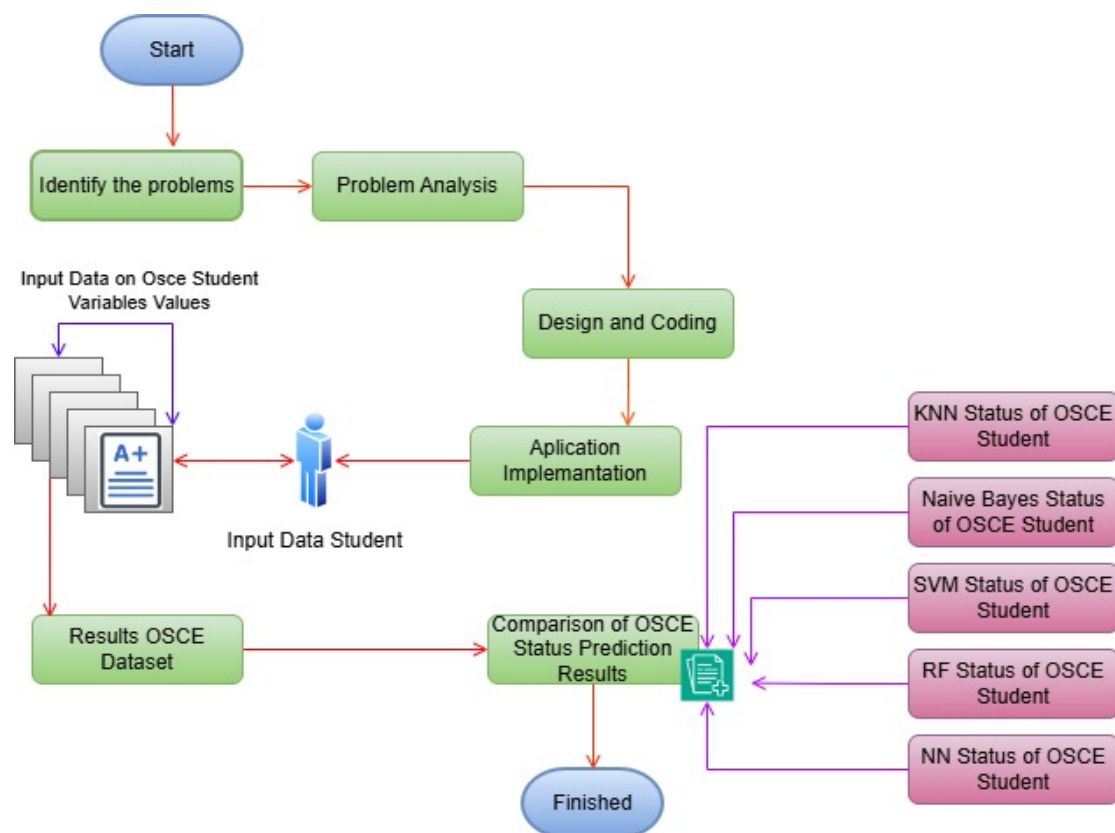 Start
Identify the problems
Problem Analysis
Input Data on Osce Student
Variables Values
Design and Coding
A+
Aplication
Implemantation
Input Data Student
KNN Status of OSCE
Student
Naive Bayes Status
of OSCE Student
SVM Status of OSCE
Student
RF Status of OSCE
Student
NN Status of OSCE
Student
Results OSCE
Dataset
Comparison of OSCE
Status Prediction
Results
Finished